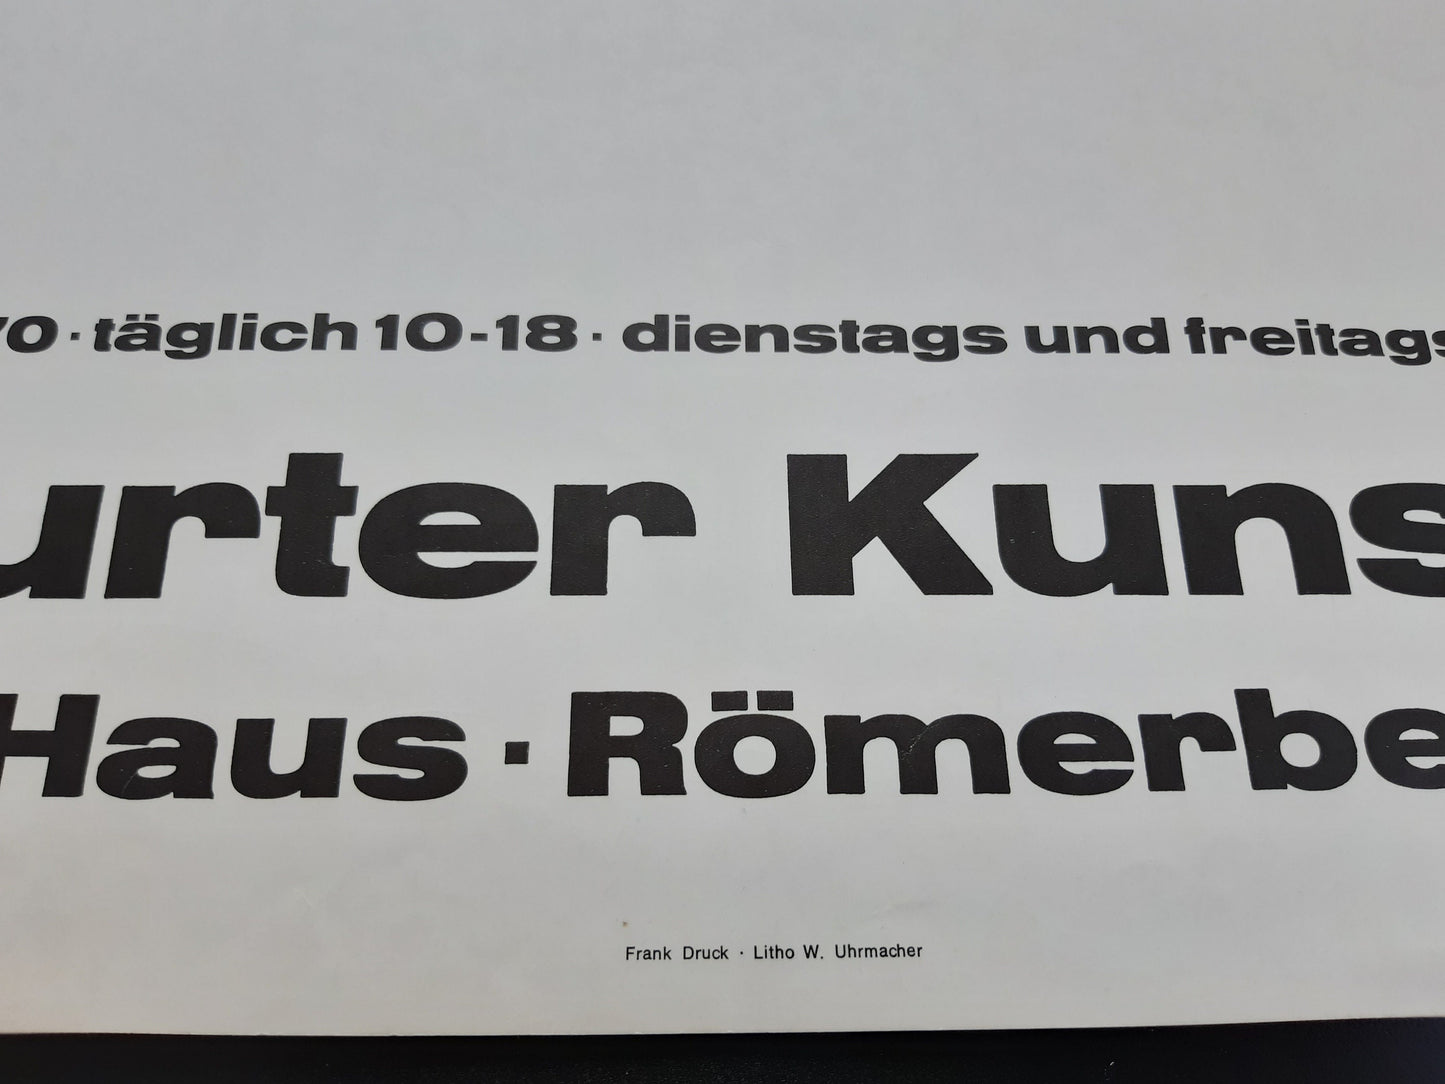 70 · täglich 10-18 · dienstags und freitags
urter Kuns
Haus · Römerbe
Frank Druck · Litho W. Uhrmacher